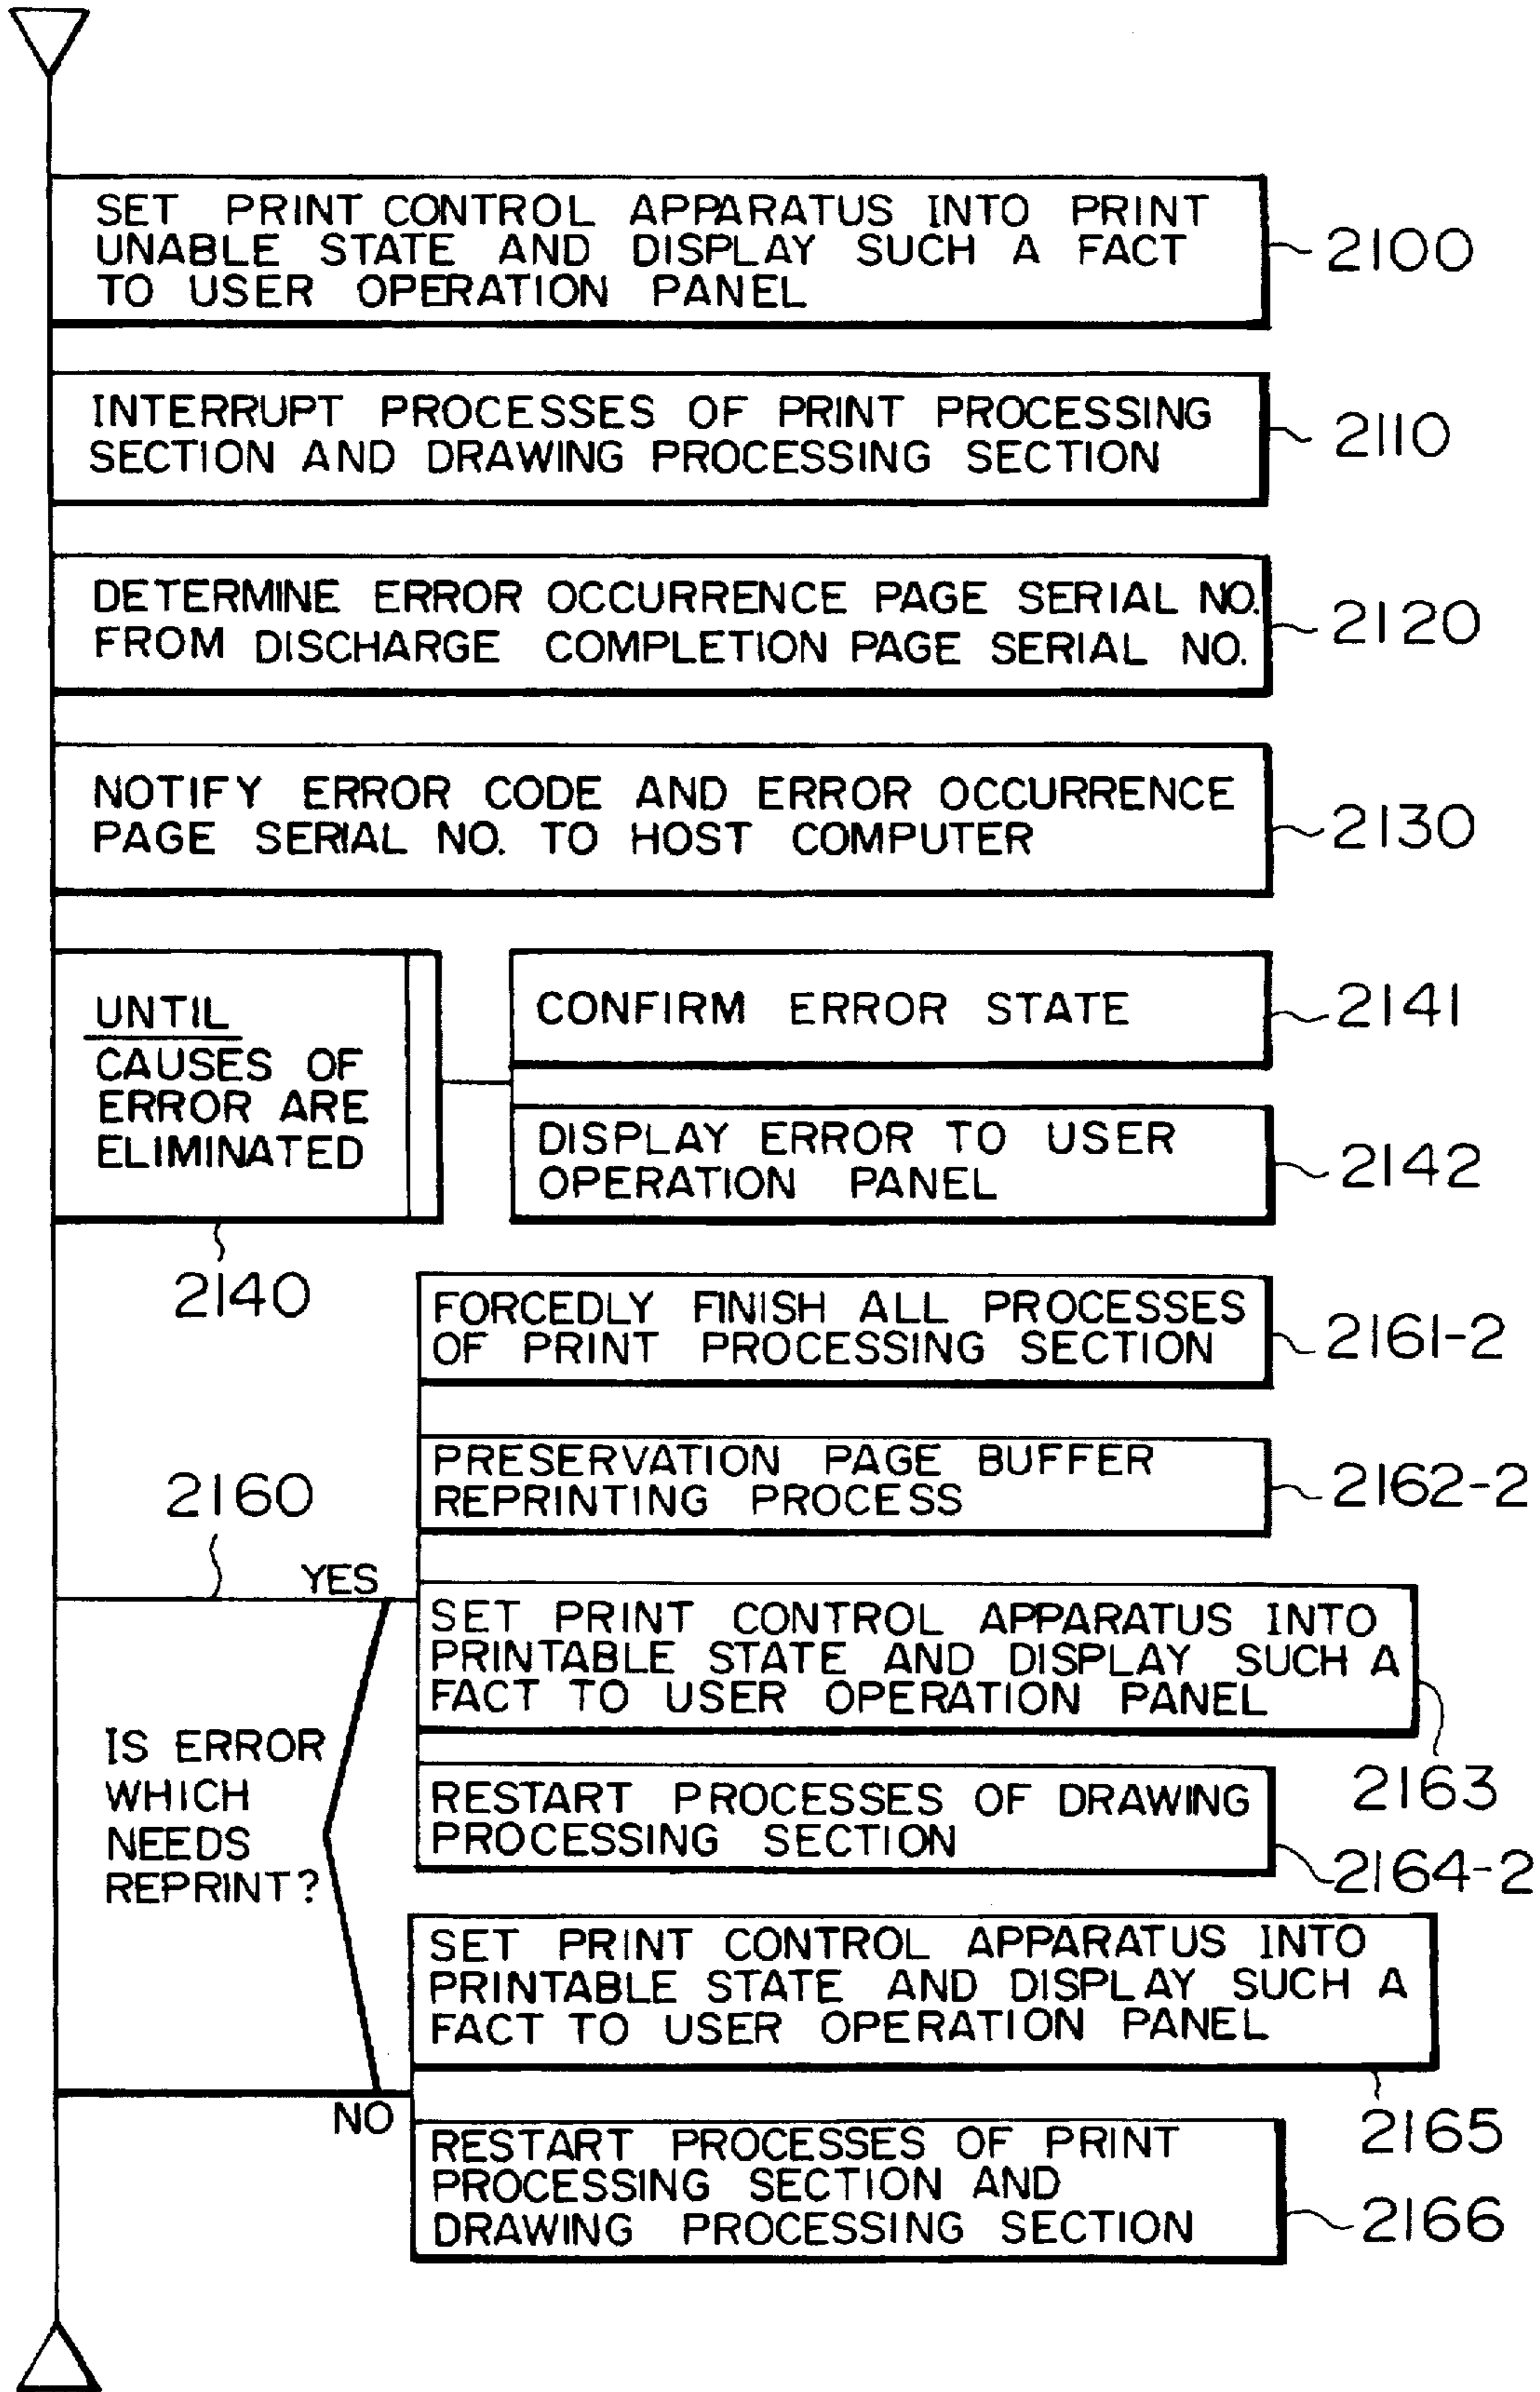 SET PRINT CONTROL APPARATUS INTO PRINT
UNABLE STATE AND DISPLAY SUCH A FACT
TO USER OPERATION PANEL
2100
INTERRUPT PROCESSES OF PRINT PROCESSING
SECTION AND DRAWING PROCESSING SECTION
2110
DETERMINE ERROR OCCURRENCE PAGE SERIAL NO.
FROM DISCHARGE COMPLETION PAGE SERIAL NO.
2120
NOTIFY ERROR CODE AND ERROR OCCURRENCE
PAGE SERIAL NO. TO HOST COMPUTER
2130
UNTIL
CAUSES OF
ERROR ARE
ELIMINATED
2140
CONFIRM ERROR STATE
2141
DISPLAY ERROR TO USER
OPERATION PANEL
2142
FORCEDLY FINISH ALL PROCESSES
OF PRINT PROCESSING SECTION
2161-2
PRESERVATION PAGE BUFFER
REPRINTING PROCESS
2162-2
2160
YES
IS ERROR
WHICH
NEEDS
REPRINT?
SET PRINT CONTROL APPARATUS INTO
PRINTABLE STATE AND DISPLAY SUCH A
FACT TO USER OPERATION PANEL
2163
RESTART PROCESSES OF DRAWING
PROCESSING SECTION
2164-2
SET PRINT CONTROL APPARATUS INTO
PRINTABLE STATE AND DISPLAY SUCH A
FACT TO USER OPERATION PANEL
2165
NO
RESTART PROCESSES OF PRINT
PROCESSING SECTION AND
DRAWING PROCESSING SECTION
2166